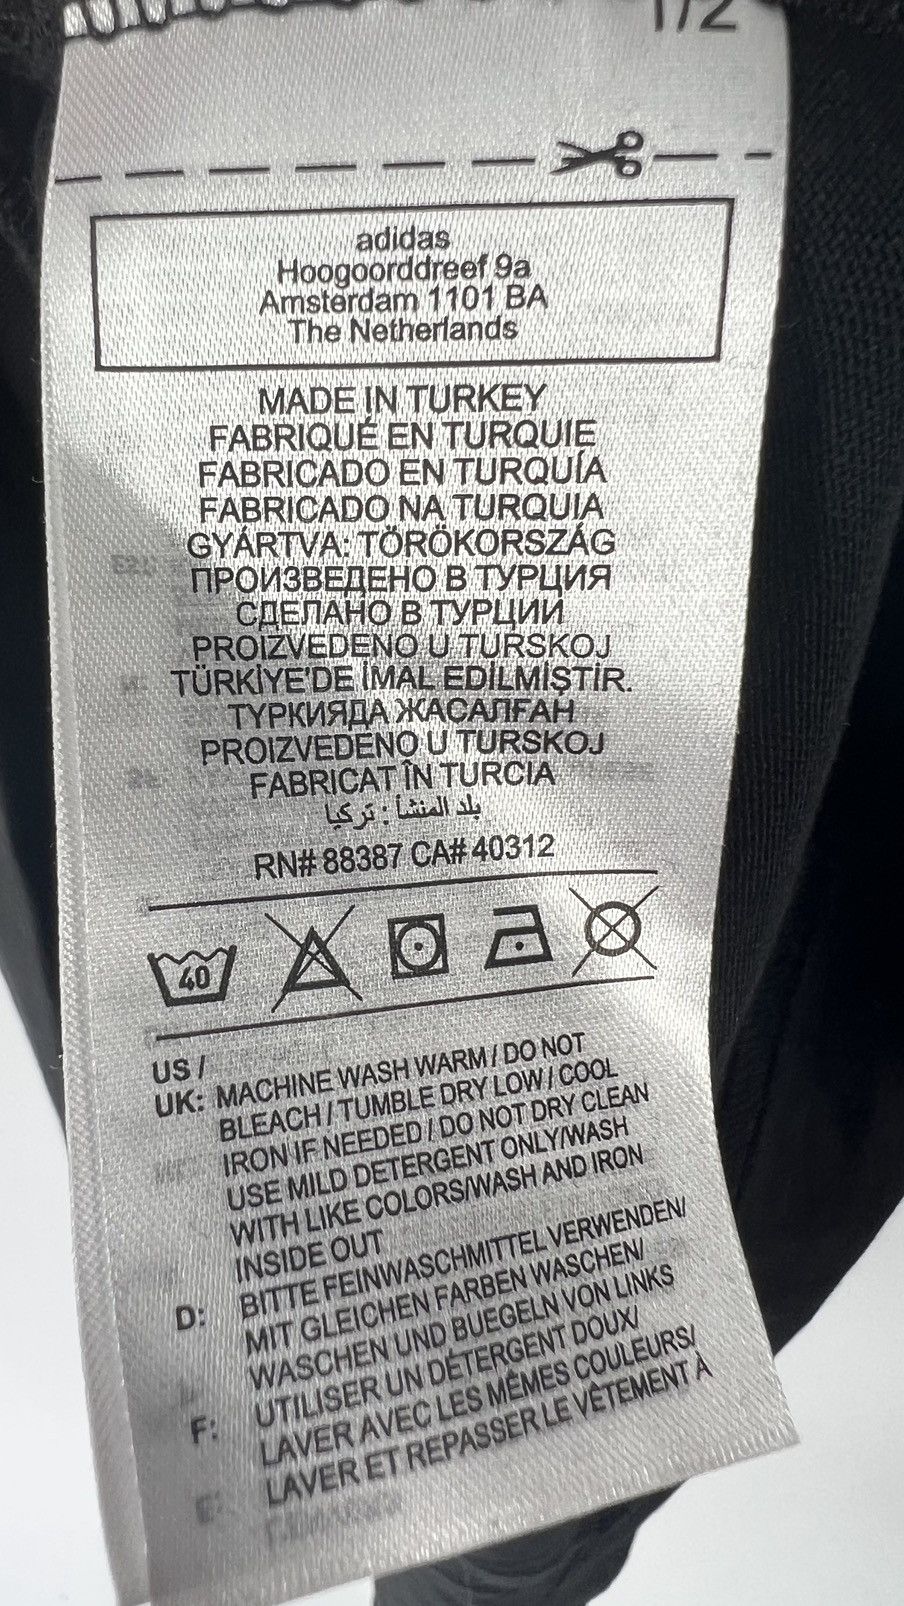 1/2
adidas
Hoogoorddreef 9a
Amsterdam 1101 BA
The Netherlands
MADE IN TURKEY
FABRIQUÉ EN TURQUIE
FABRICADO EN TURQUÍA
FABRICADO NA TURQUIA
GYÁRTVA: TÖRÖKORSZÁG
ПРОИЗВЕДЕНО В ТУРЦИЯ
СДЕЛАНО В ТУРЦИИ
PROIZVEDENO U TURSKOJ
TÜRKİYE'DE İMAL EDİLMİŞTİR.
ТУРКИЯДА ЖАСАЛҒАН
PROIZVEDENO U TURSKOJ
FABRICAT ÎN TURCIA
بلد المنشأ : تركيا
RN# 88387 CA# 40312
40
US /
UK: MACHINE WASH WARM / DO NOT
BLEACH / TUMBLE DRY LOW / COOL
IRON IF NEEDED / DO NOT DRY CLEAN
USE MILD DETERGENT ONLY/WASH
WITH LIKE COLORS/WASH AND IRON
INSIDE OUT
D: BITTE FEINWASCHMITTEL VERWENDEN/
MIT GLEICHEN FARBEN WASCHEN/
WASCHEN UND BUEGELN VON LINKS
F: UTILISER UN DÉTERGENT DOUX/
LAVER AVEC LES MÊMES COULEURS/
LAVER ET REPASSER LE VÊTEMENT À